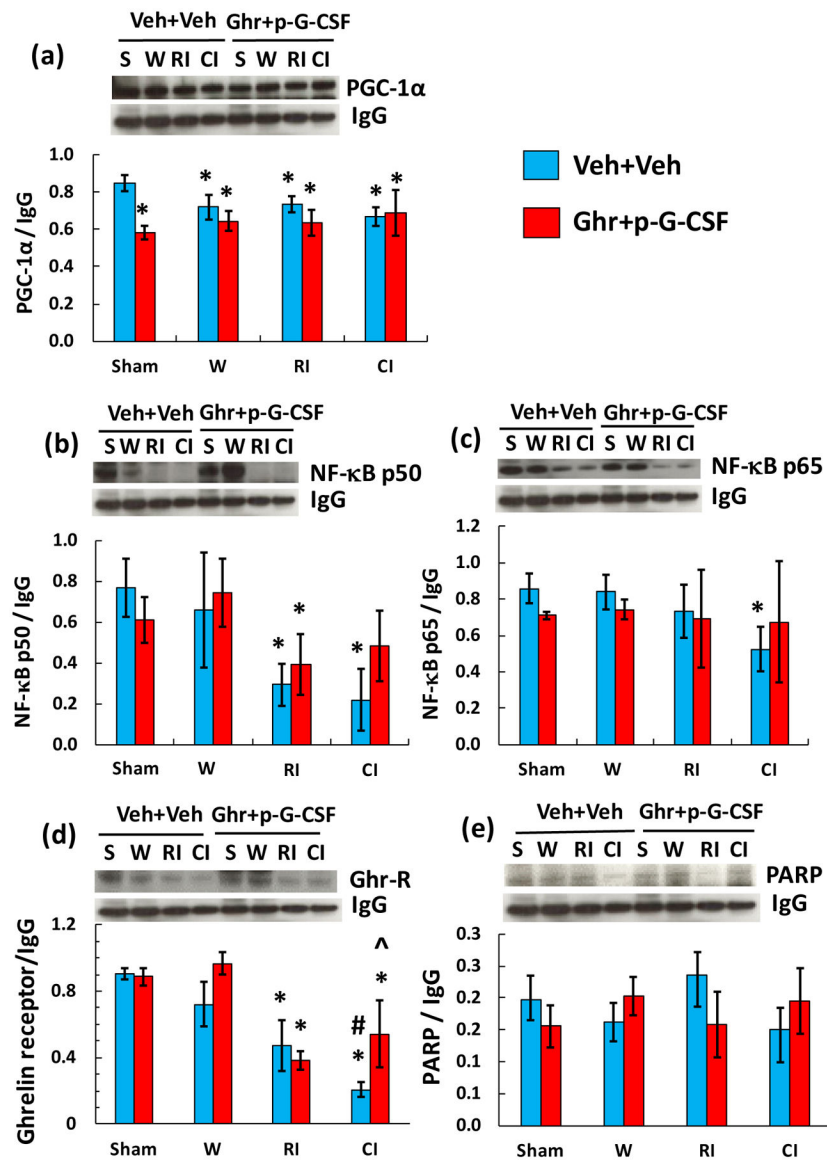 Veh+Veh Ghr+p-G-CSF
(a) S W RI CI S W RI CI
PGC-1α
IgG
1.0
0.8
0.6
0.4
0.2
0.0
PGC-1α / IgG
* * * * * * *
Sham W RI CI
Veh+Veh
Ghr+p-G-CSF
Veh+Veh Ghr+p-G-CSF
(b) S W RI CI S W RI CI
NF-κB p50
IgG
1.0
0.8
0.6
0.4
0.2
0.0
NF-κB p50 / IgG
* * *
Sham W RI CI
Veh+Veh Ghr+p-G-CSF
(c) S W RI CI S W RI CI
NF-κB p65
IgG
1.2
1.0
0.8
0.6
0.4
0.2
0.0
NF-κB p65 / IgG
*
Sham W RI CI
Veh+Veh Ghr+p-G-CSF
(d) S W RI CI S W RI CI
Ghr-R
IgG
1.2
0.8
0.4
0
Ghrelin receptor/IgG
* * # * ^ *
Sham W RI CI
Veh+Veh Ghr+p-G-CSF
(e) S W RI CI S W RI CI
PARP
IgG
0.3
0.3
0.2
0.2
0.1
0.1
0.0
PARP / IgG
Sham W RI CI